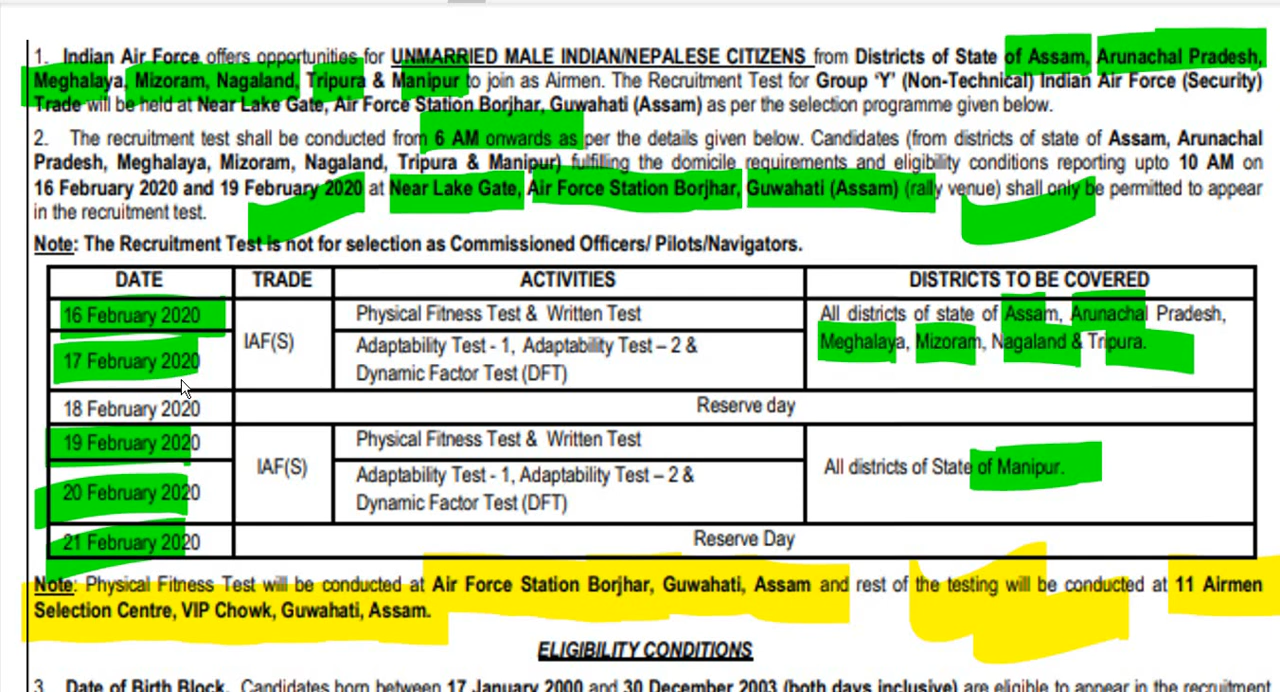 1. Indian Air Force offers opportunities for UNMARRIED MALE INDIAN/NEPALESE CITIZENS from Districts of State of Assam, Arunachal Pradesh,
Meghalaya, Mizoram, Nagaland, Tripura & Manipur to join as Airmen. The Recruitment Test for Group 'Y' (Non-Technical) Indian Air Force (Security)
Trade will be held at Near Lake Gate, Air Force Station Borjhar, Guwahati (Assam) as per the selection programme given below.
2. The recruitment test shall be conducted from 6 AM onwards as per the details given below. Candidates (from districts of state of Assam, Arunachal
Pradesh, Meghalaya, Mizoram, Nagaland, Tripura & Manipur) fulfilling the domicile requirements and eligibility conditions reporting upto 10 AM on
16 February 2020 and 19 February 2020 at Near Lake Gate, Air Force Station Borjhar, Guwahati (Assam) (rally venue) shall only be permitted to appear
in the recruitment test.
Note: The Recruitment Test is not for selection as Commissioned Officers/ Pilots/Navigators.
DATE TRADE ACTIVITIES DISTRICTS TO BE COVERED
16 February 2020 IAF(S) Physical Fitness Test & Written Test All districts of state of Assam, Arunachal Pradesh,
Meghalaya, Mizoram, Nagaland & Tripura.
17 February 2020 Adaptability Test - 1, Adaptability Test – 2 &
Dynamic Factor Test (DFT)
18 February 2020 Reserve day
19 February 2020 IAF(S) Physical Fitness Test & Written Test All districts of State of Manipur.
20 February 2020 Adaptability Test - 1, Adaptability Test – 2 &
Dynamic Factor Test (DFT)
21 February 2020 Reserve Day
Note: Physical Fitness Test will be conducted at Air Force Station Borjhar, Guwahati, Assam and rest of the testing will be conducted at 11 Airmen
Selection Centre, VIP Chowk, Guwahati, Assam.
ELIGIBILITY CONDITIONS
3. Date of Birth Block. Candidates born between 17 January 2000 and 30 December 2003 (both days inclusive) are eligible to appear in the recruitment